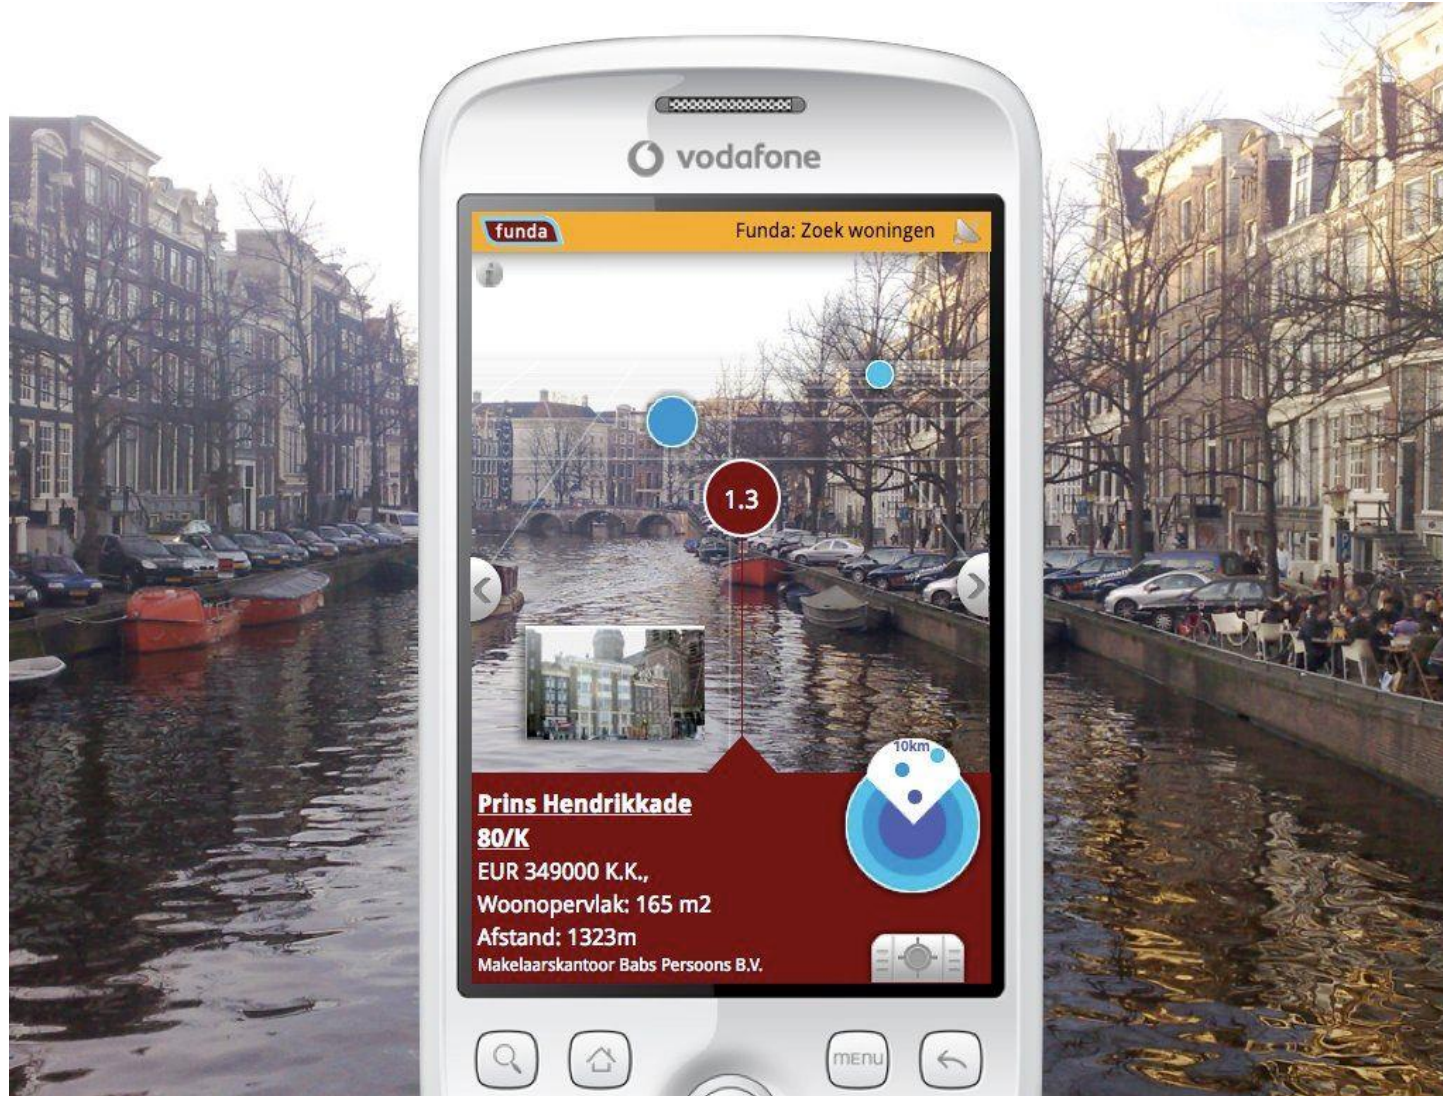 vodafone
funda
Funda: Zoek woningen
i
1.3
10km
Prins Hendrikkade
80/K
EUR 349000 K.K.,
Woonopervlak: 165 m2
Afstand: 1323m
Makelaarskantoor Babs Persoons B.V.
menu